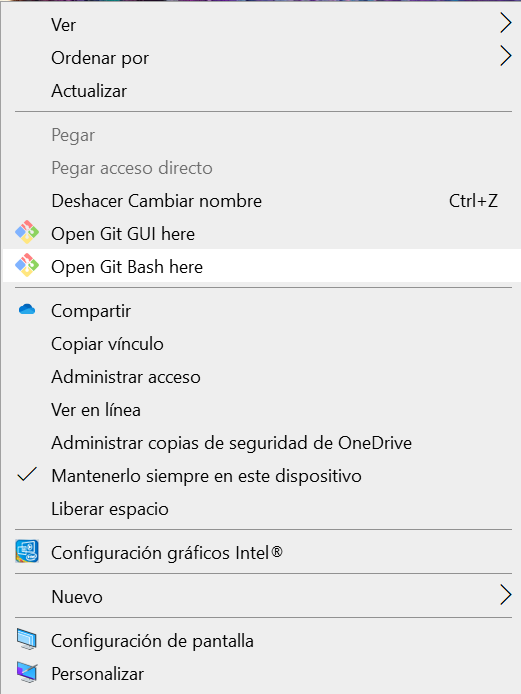 Ver
Ordenar por
Actualizar
Pegar
Pegar acceso directo
Deshacer Cambiar nombre Ctrl+Z
Open Git GUI here
Open Git Bash here
Compartir
Copiar vínculo
Administrar acceso
Ver en línea
Administrar copias de seguridad de OneDrive
Mantenerlo siempre en este dispositivo
Liberar espacio
Configuración gráficos Intel®
Nuevo
Configuración de pantalla
Personalizar